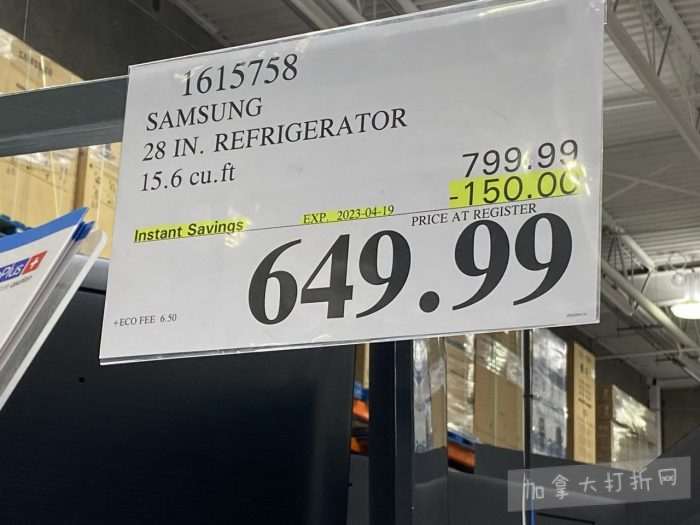 1615758
SAMSUNG
28 IN. REFRIGERATOR
15.6 cu.ft
799.99
-150.00
Instant Savings
EXP. 2023-04-19
PRICE AT REGISTER
649.99
+ECO FEE 6.50
Plus
加拿大打折网